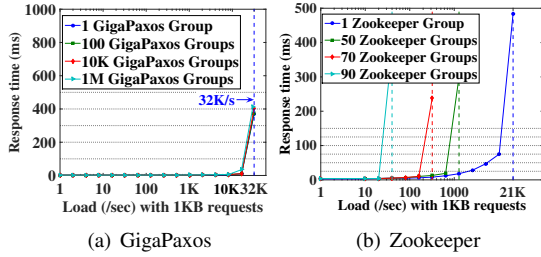 1000
800
600
400
200
0
Response time (ms)
1 GigaPaxos Group
100 GigaPaxos Groups
10K GigaPaxos Groups
1M GigaPaxos Groups
32K/s
1 10 100 1K 10K 32K
Load (/sec) with 1KB requests
(a) GigaPaxos
500
400
300
200
100
0
Response time (ms)
1 Zookeeper Group
50 Zookeeper Groups
70 Zookeeper Groups
90 Zookeeper Groups
1 10 100 1000 21K
Load (/sec) with 1KB requests
(b) Zookeeper